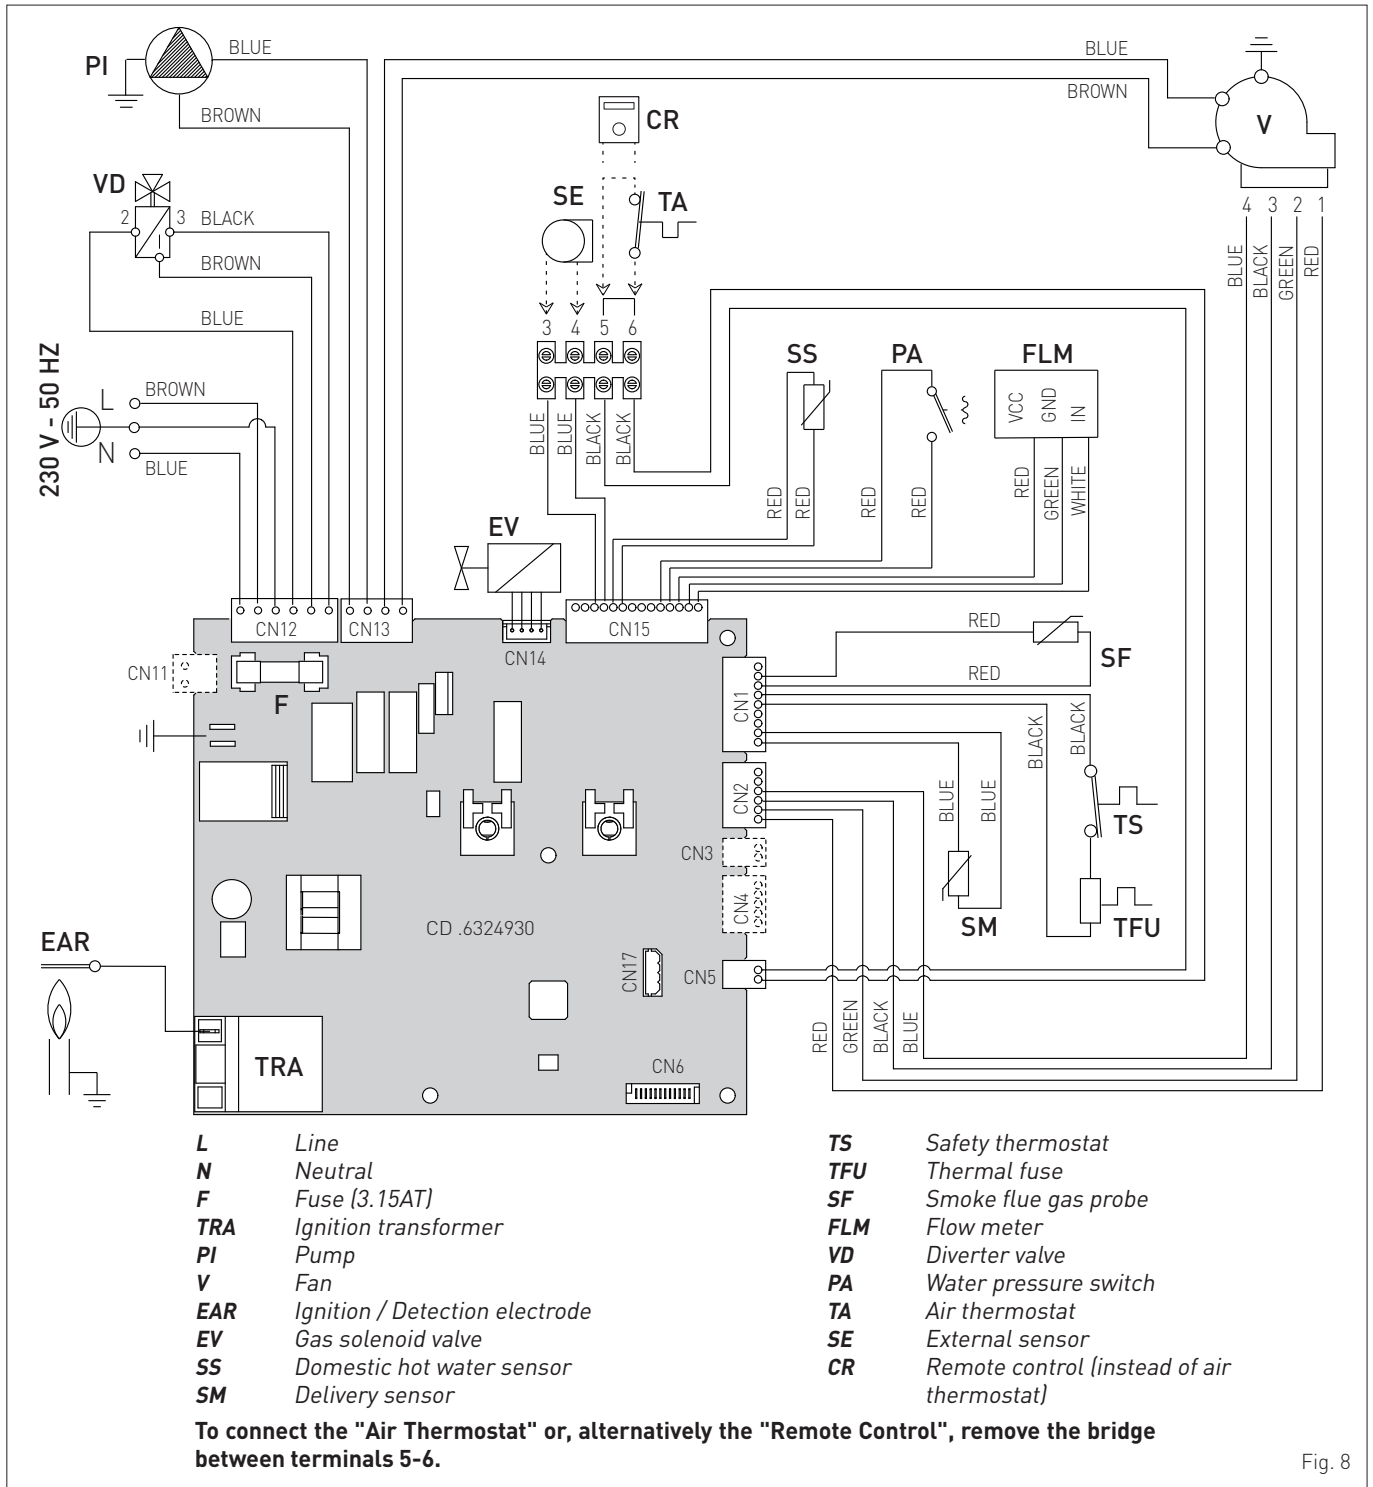 PI
BLUE
BROWN
BLUE
BROWN
V
4 3 2 1
BLUE
BLACK
GREEN
RED
CR
VD
2
3
BLACK
BROWN
BLUE
SE
TA
3 4 5 6
BLUE
BLUE
BLACK
BLACK
230 V - 50 HZ
L
BROWN
N
BLUE
SS
RED
RED
PA
RED
RED
FLM
VCC
GND
IN
RED
GREEN
WHITE
EV
CN12
CN13
CN14
CN15
CN11
F
RED
SF
RED
CN1
BLACK
BLACK
CN2
BLUE
BLUE
TS
CN3
CN4
SM
TFU
CD .6324930
EAR
CN17
CN5
RED
GREEN
BLACK
BLUE
TRA
CN6
L Line
N Neutral
F Fuse (3.15AT)
TRA Ignition transformer
PI Pump
V Fan
EAR Ignition / Detection electrode
EV Gas solenoid valve
SS Domestic hot water sensor
SM Delivery sensor
TS Safety thermostat
TFU Thermal fuse
SF Smoke flue gas probe
FLM Flow meter
VD Diverter valve
PA Water pressure switch
TA Air thermostat
SE External sensor
CR Remote control (instead of air
thermostat)
To connect the "Air Thermostat" or, alternatively the "Remote Control", remove the bridge
between terminals 5-6.
Fig. 8